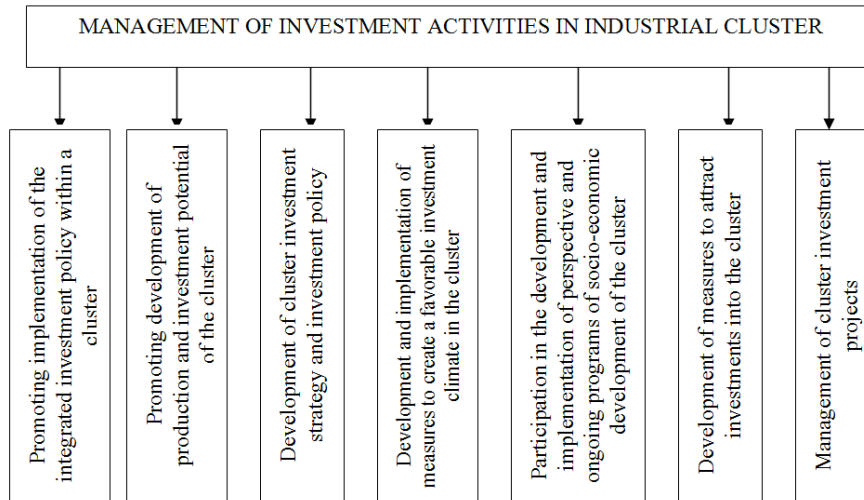 MANAGEMENT OF INVESTMENT ACTIVITIES IN INDUSTRIAL CLUSTER
Promoting implementation of the
integrated investment policy within a
cluster
Promoting development of
production and investment potential
of the cluster
Development of cluster investment
strategy and investment policy
Development and implementation of
measures to create a favorable investment
climate in the cluster
Participation in the development and
implementation of perspective and
ongoing programs of socio-economic
development of the cluster
Development of measures to attract
investments into the cluster
Management of cluster investment
projects